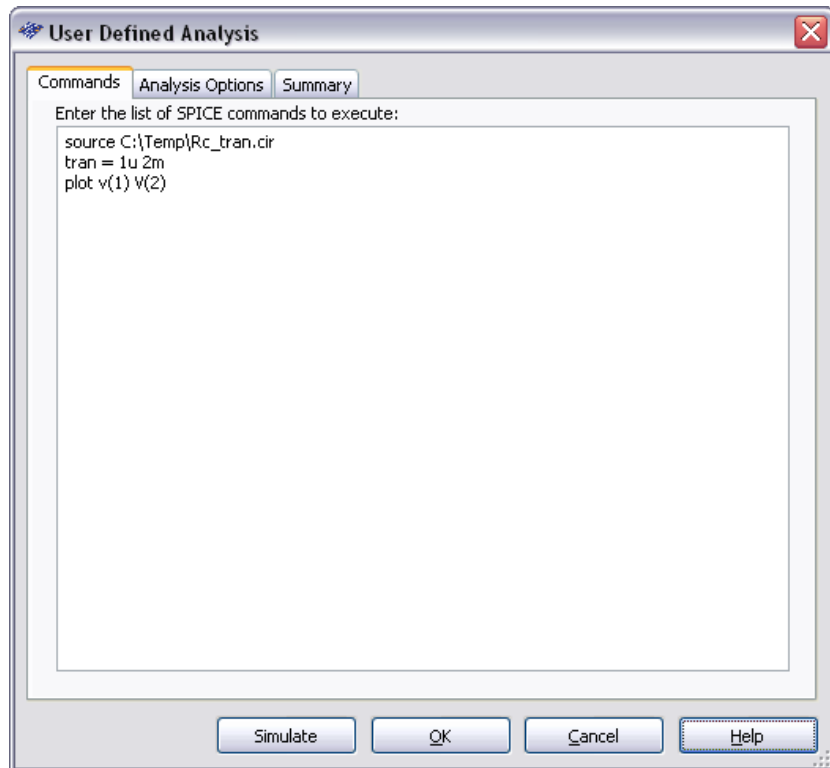 User Defined Analysis
Commands Analysis Options Summary
Enter the list of SPICE commands to execute:
source C:\Temp\Rc_tran.cir
tran = 1u 2m
plot v(1) V(2)
Simulate OK Cancel Help